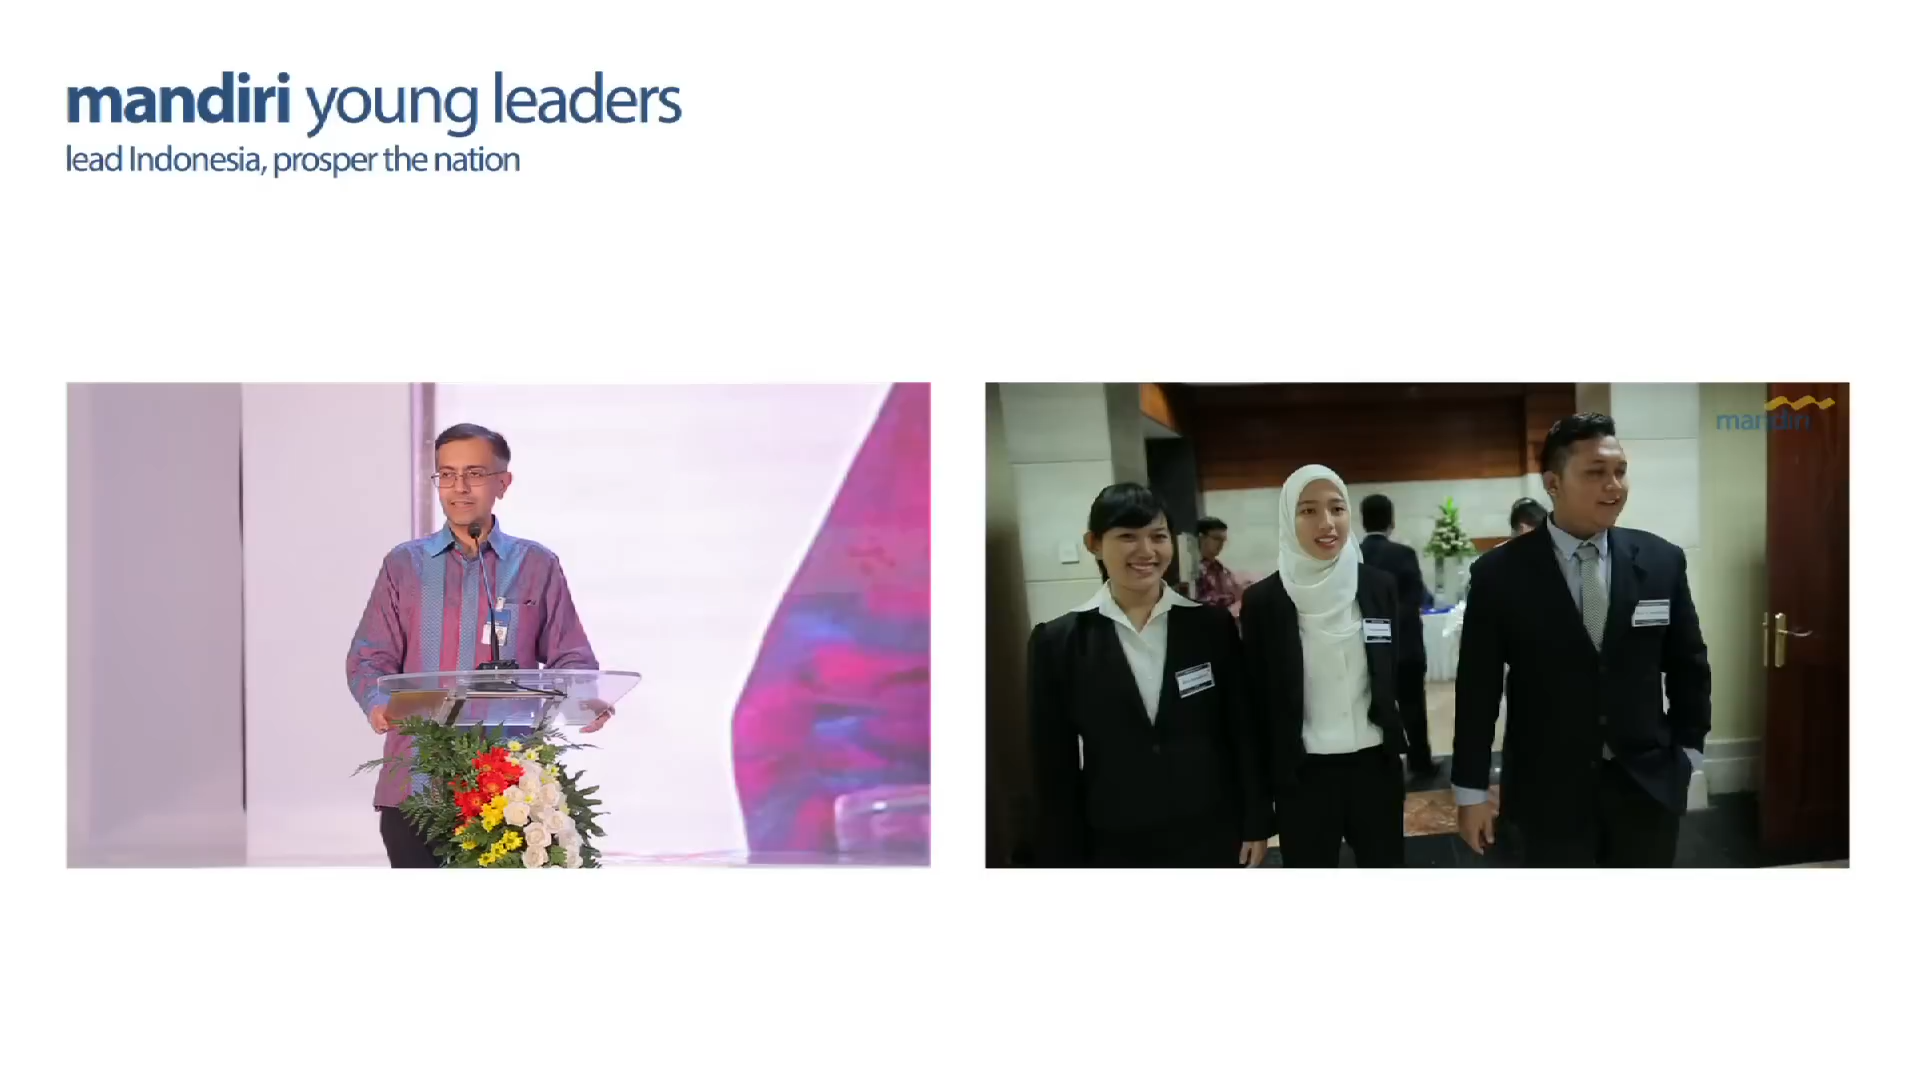 mandiri young leaders
lead Indonesia, prosper the nation
mandiri